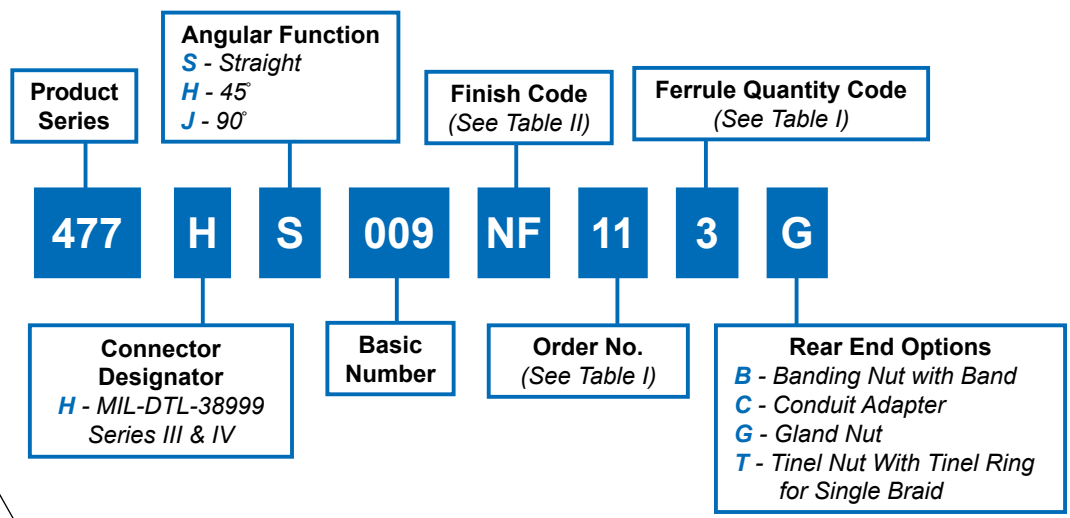 Angular Function
S - Straight
H - 45°
J - 90°
Product
Series
Finish Code
(See Table II)
Ferrule Quantity Code
(See Table I)
477 H S 009 NF 11 3 G
Connector
Designator
H - MIL-DTL-38999
Series III & IV
Basic
Number
Order No.
(See Table I)
Rear End Options
B - Banding Nut with Band
C - Conduit Adapter
G - Gland Nut
T - Tinel Nut With Tinel Ring
for Single Braid